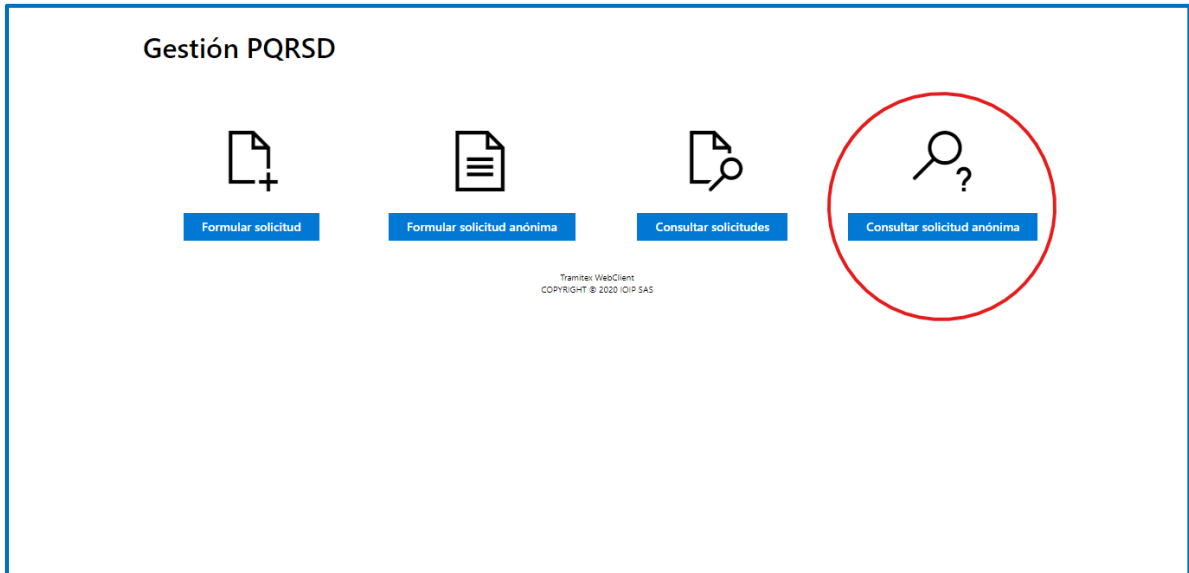 Gestión PQRSD
?
Formular solicitud
Formular solicitud anónima
Consultar solicitudes
Consultar solicitud anónima
Tramitex WebClient
COPYRIGHT © 2020 IOIP SAS